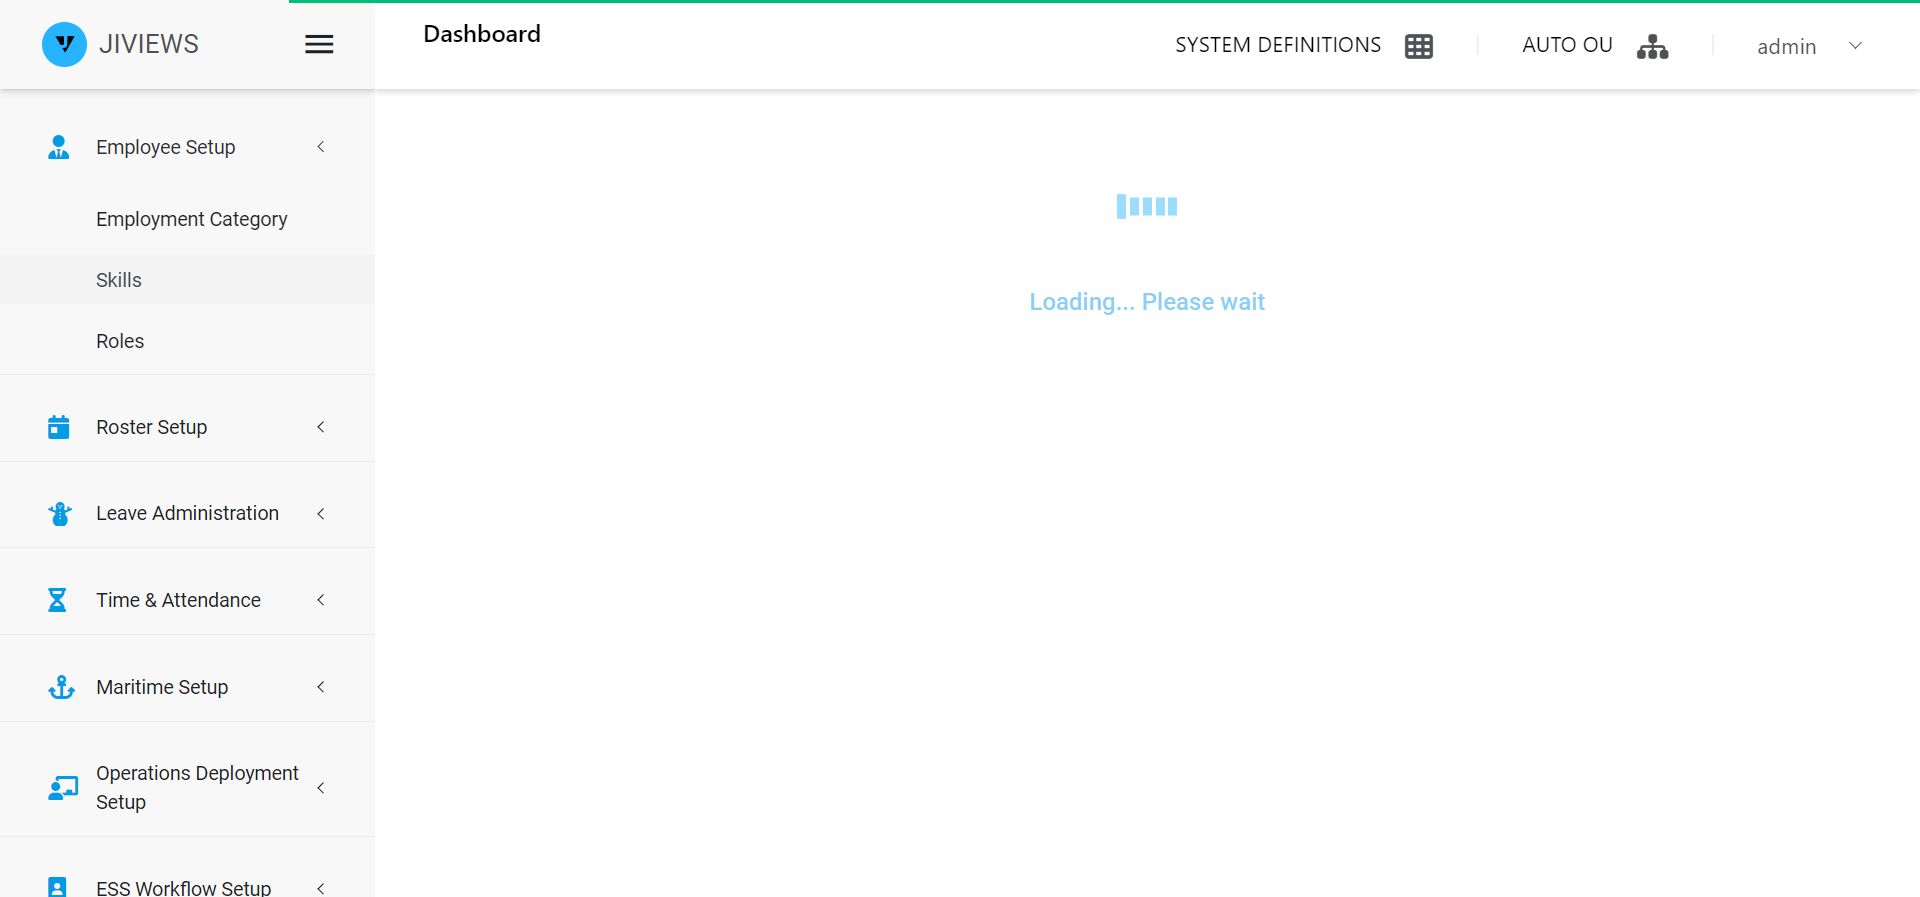 JIVIEWS
Dashboard
SYSTEM DEFINITIONS
AUTO OU
admin
Employee Setup
Employment Category
Skills
Roles
Roster Setup
Leave Administration
Time & Attendance
Maritime Setup
Operations Deployment
Setup
ESS Workflow Setup
Loading... Please wait